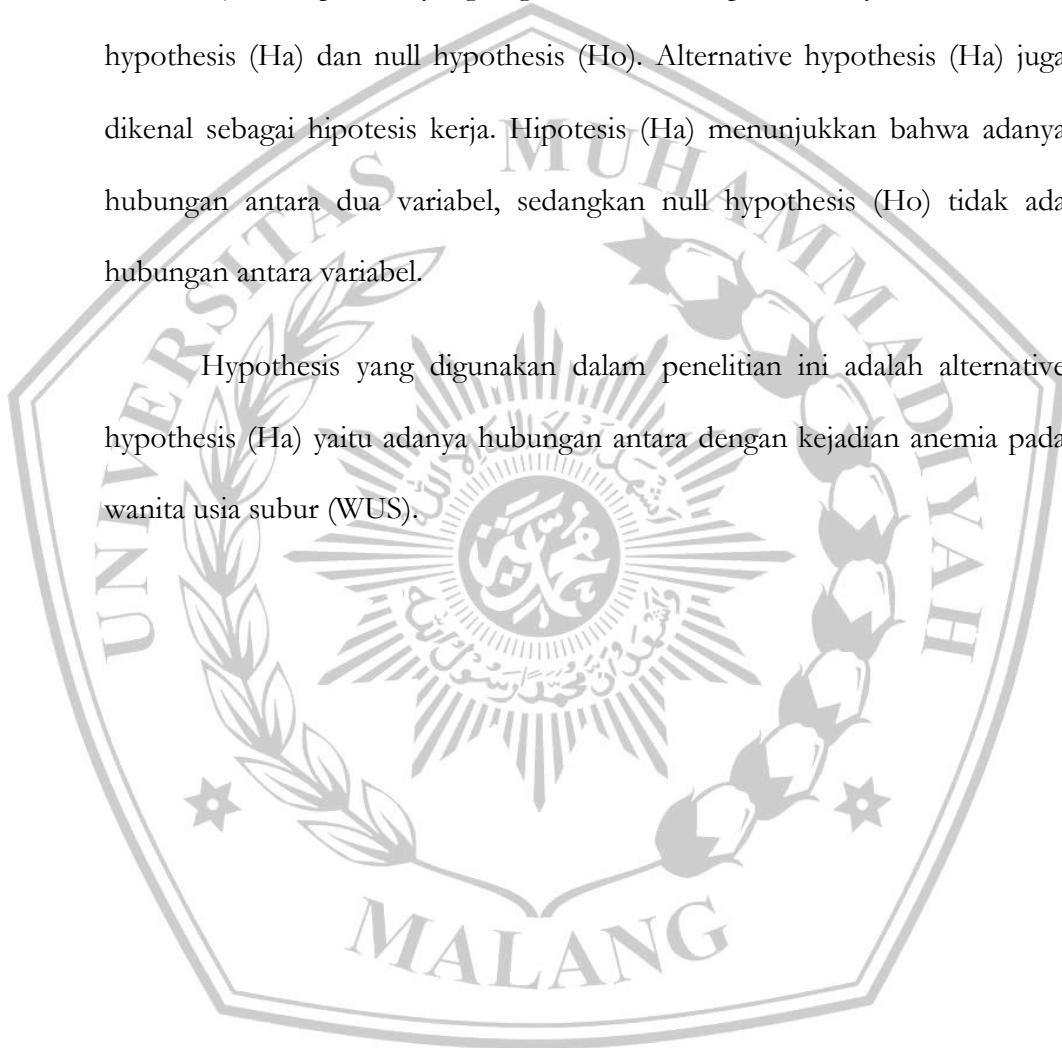 hypothesis (Ha) dan null hypothesis (Ho). Alternative hypothesis (Ha) juga
dikenal sebagai hipotesis kerja. Hipotesis (Ha) menunjukkan bahwa adanya
hubungan antara dua variabel, sedangkan null hypothesis (Ho) tidak ada
hubungan antara variabel.
Hypothesis yang digunakan dalam penelitian ini adalah alternative
hypothesis (Ha) yaitu adanya hubungan antara dengan kejadian anemia pada
wanita usia subur (WUS).
UNIVERSITAS MUHAMMADIYAH
MALANG